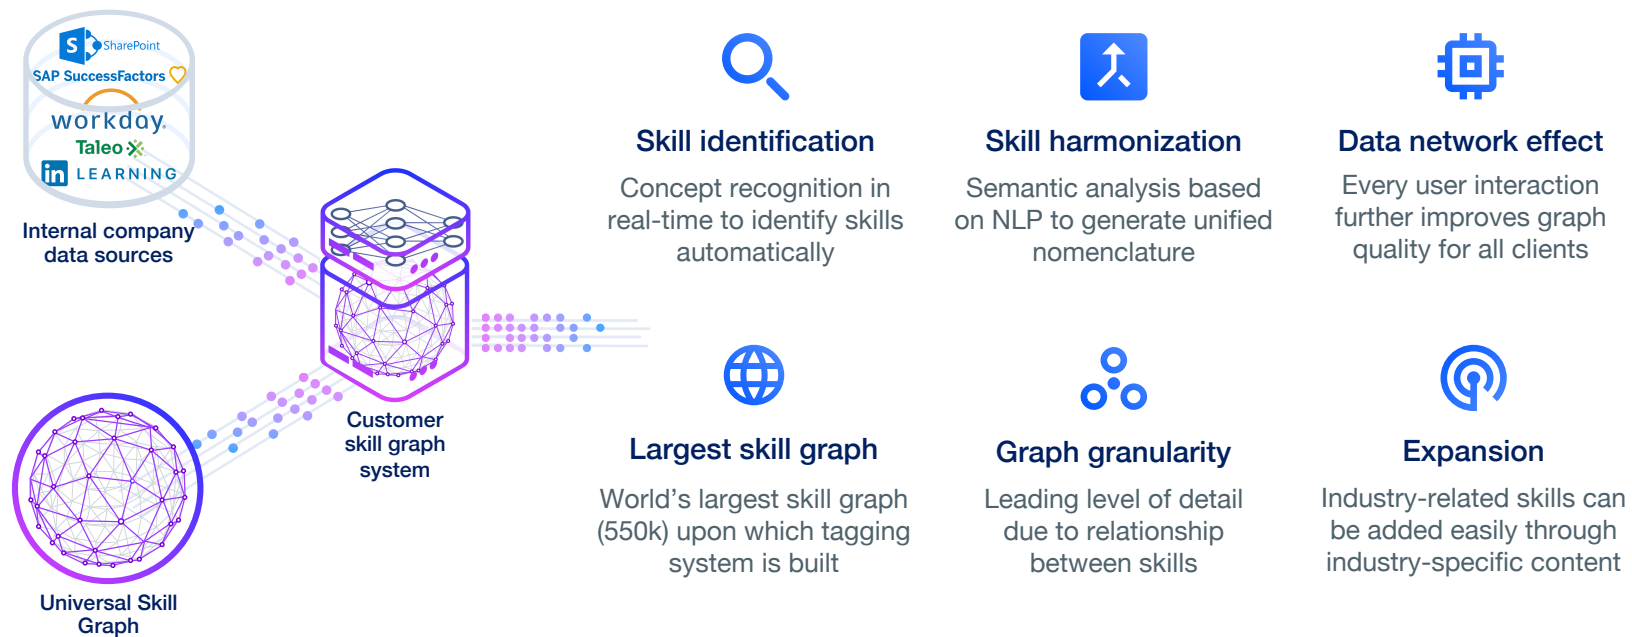 S SharePoint
SAP SuccessFactors
workday.
Taleo
in LEARNING
Internal company
data sources
Customer
skill graph
system
Universal Skill
Graph
Skill identification
Concept recognition in
real-time to identify skills
automatically
Skill harmonization
Semantic analysis based
on NLP to generate unified
nomenclature
Data network effect
Every user interaction
further improves graph
quality for all clients
Largest skill graph
World’s largest skill graph
(550k) upon which tagging
system is built
Graph granularity
Leading level of detail
due to relationship
between skills
Expansion
Industry-related skills can
be added easily through
industry-specific content